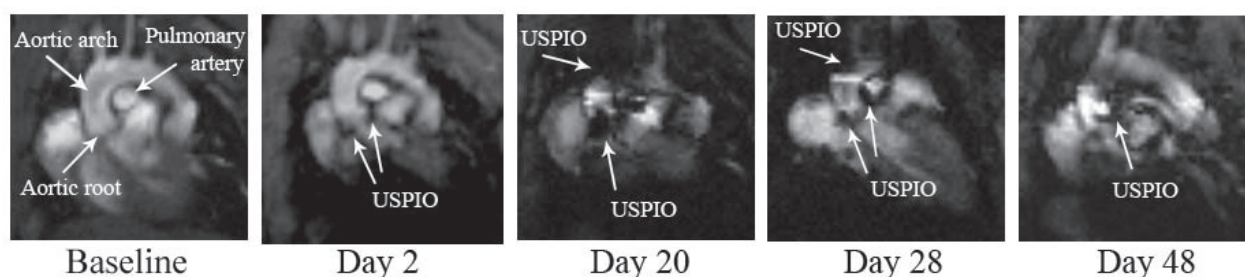 Aortic arch
Pulmonary
artery
Aortic root
USPIO
USPIO
USPIO
USPIO
USPIO
USPIO
Baseline
Day 2
Day 20
Day 28
Day 48